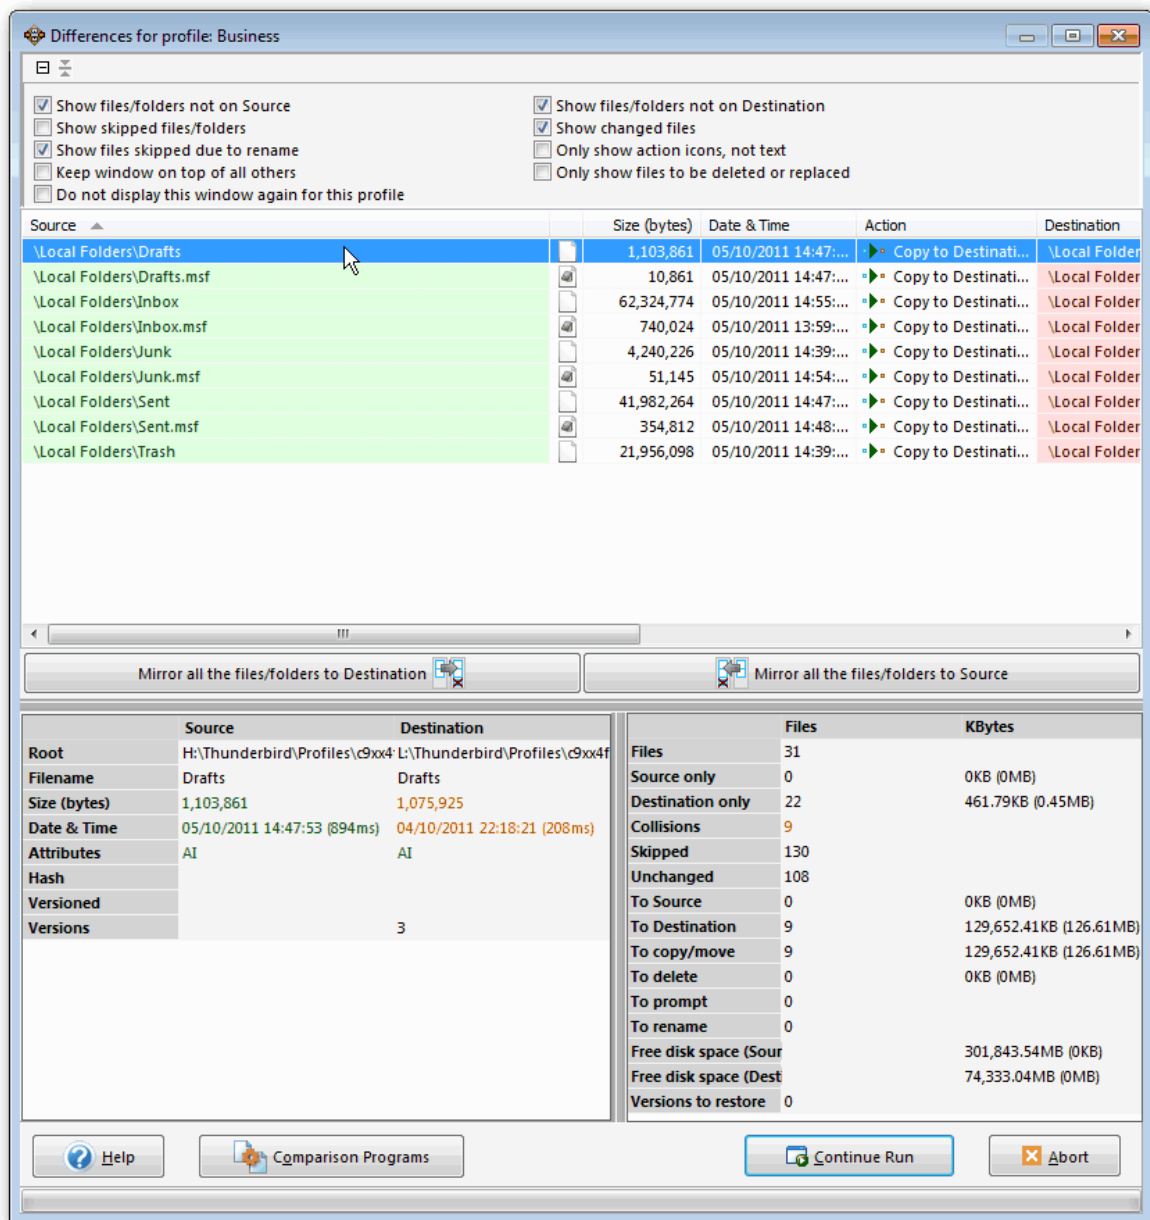 Differences for profile: Business
Show files/folders not on Source Show files/folders not on Destination
Show skipped files/folders Show changed files
Show files skipped due to rename Only show action icons, not text
Keep window on top of all others Only show files to be deleted or replaced
Do not display this window again for this profile
Source Size (bytes) Date & Time Action Destination
\Local Folders\Drafts 1,103,861 05/10/2011 14:47:... Copy to Destinati... \Local Folder
\Local Folders\Drafts.msf 10,861 05/10/2011 14:47:... Copy to Destinati... \Local Folder
\Local Folders\Inbox 62,324,774 05/10/2011 14:55:... Copy to Destinati... \Local Folder
\Local Folders\Inbox.msf 740,024 05/10/2011 13:59:... Copy to Destinati... \Local Folder
\Local Folders\Junk 4,240,226 05/10/2011 14:39:... Copy to Destinati... \Local Folder
\Local Folders\Junk.msf 51,145 05/10/2011 14:54:... Copy to Destinati... \Local Folder
\Local Folders\Sent 41,982,264 05/10/2011 14:47:... Copy to Destinati... \Local Folder
\Local Folders\Sent.msf 354,812 05/10/2011 14:48:... Copy to Destinati... \Local Folder
\Local Folders\Trash 21,956,098 05/10/2011 14:39:... Copy to Destinati... \Local Folder
Mirror all the files/folders to Destination Mirror all the files/folders to Source
Source Destination
Root H:\Thunderbird\Profiles\c9xx4 L:\Thunderbird\Profiles\c9xx4f
Filename Drafts Drafts
Size (bytes) 1,103,861 1,075,925
Date & Time 05/10/2011 14:47:53 (894ms) 04/10/2011 22:18:21 (208ms)
Attributes AI AI
Hash
Versioned
Versions 3
Files KBytes
Files 31
Source only 0 0KB (0MB)
Destination only 22 461.79KB (0.45MB)
Collisions 9
Skipped 130
Unchanged 108
To Source 0 0KB (0MB)
To Destination 9 129,652.41KB (126.61MB)
To copy/move 9 129,652.41KB (126.61MB)
To delete 0 0KB (0MB)
To prompt 0
To rename 0
Free disk space (Sour 301,843.54MB (0KB)
Free disk space (Desti 74,333.04MB (0MB)
Versions to restore 0
Help Comparison Programs Continue Run Abort